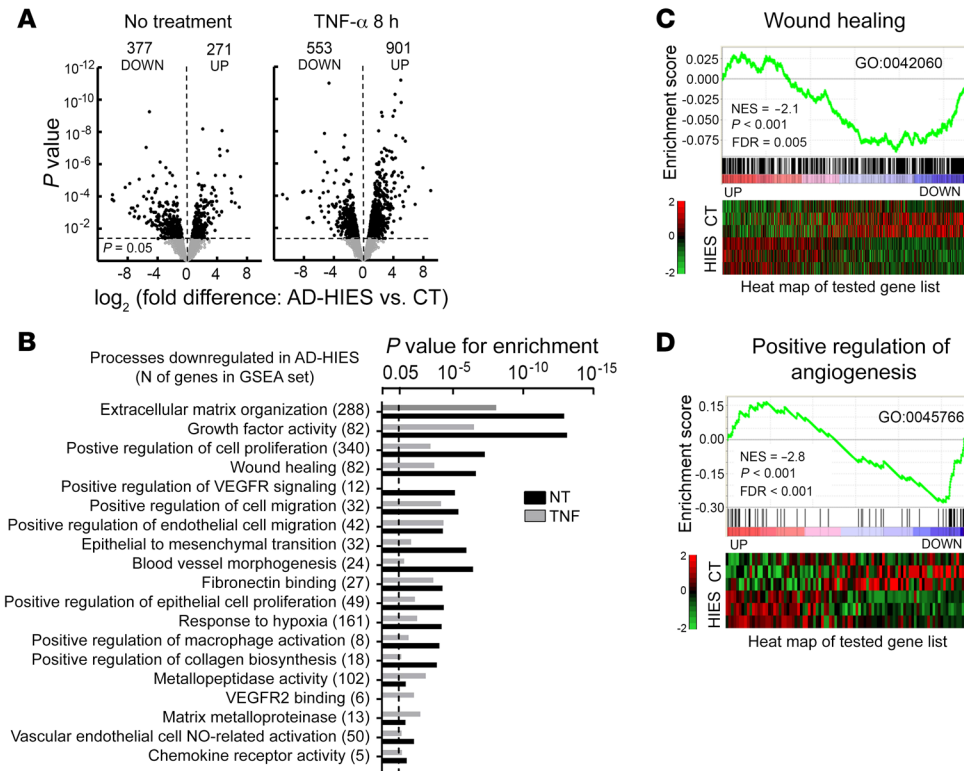 A
No treatment
TNF-α 8 h
377
DOWN
271
UP
553
DOWN
901
UP
P value
10-12
10-10
10-8
10-6
10-4
10-2
P = 0.05
-8 -4 0 4 8
-8 -4 0 4 8
log2 (fold difference: AD-HIES vs. CT)
B
Processes downregulated in AD-HIES
(N of genes in GSEA set)
P value for enrichment
0.05 10-5 10-10 10-15
Extracellular matrix organization (288)
Growth factor activity (82)
Postive regulation of cell proliferation (340)
Wound healing (82)
Positive regulation of VEGFR signaling (12)
Positive regulation of cell migration (32)
Positive regulation of endothelial cell migration (42)
Epithelial to mesenchymal transition (32)
Blood vessel morphogenesis (24)
Fibronectin binding (27)
Positive regulation of epithelial cell proliferation (49)
Response to hypoxia (161)
Positive regulation of macrophage activation (8)
Positive regulation of collagen biosynthesis (18)
Metallopeptidase activity (102)
VEGFR2 binding (6)
Matrix metalloproteinase (13)
Vascular endothelial cell NO-related activation (50)
Chemokine receptor activity (5)
NT
TNF
C
Wound healing
Enrichment score
0.025
0.000
-0.025
-0.050
-0.075
GO:0042060
NES = −2.1
P < 0.001
FDR = 0.005
UP
DOWN
2
0
-2
HIES CT
Heat map of tested gene list
D
Positive regulation of
angiogenesis
Enrichment score
0.15
0.00
-0.15
-0.30
GO:0045766
NES = −2.8
P < 0.001
FDR < 0.001
UP
DOWN
2
0
-2
HIES CT
Heat map of tested gene list